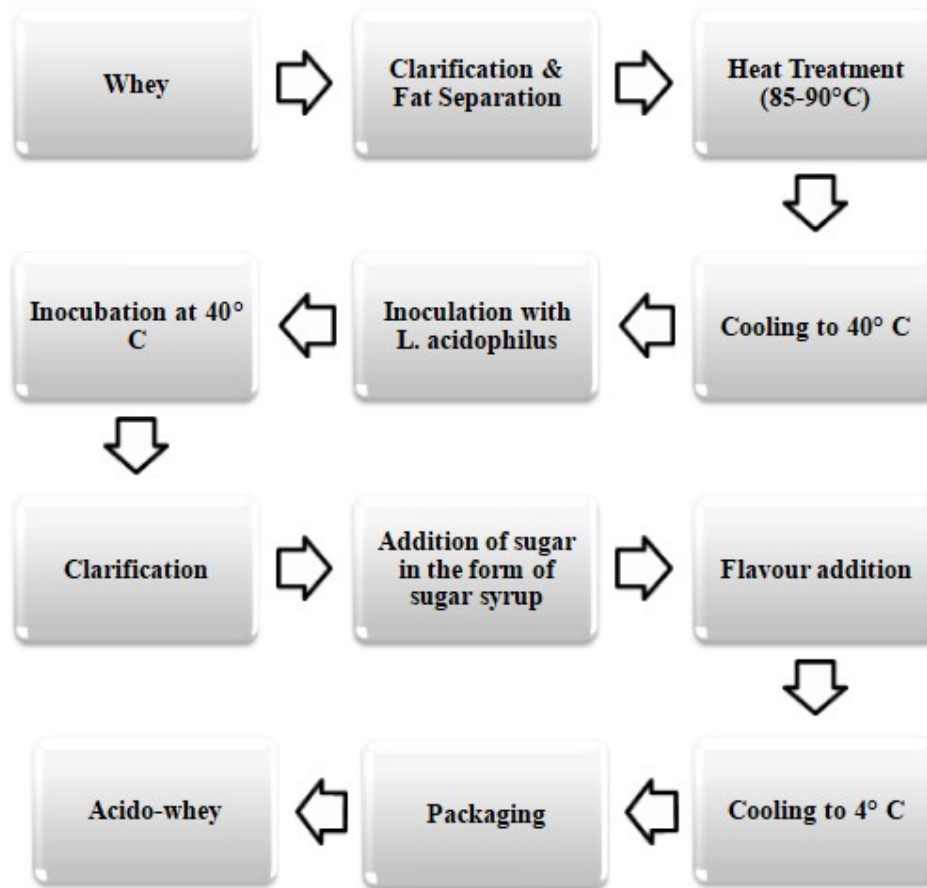 Whey
Clarification &
Fat Separation
Heat Treatment
(85-90°C)
Cooling to 40° C
Inoculation with
L. acidophilus
Inocubation at 40°
C
Clarification
Addition of sugar
in the form of
sugar syrup
Flavour addition
Cooling to 4° C
Packaging
Acido-whey